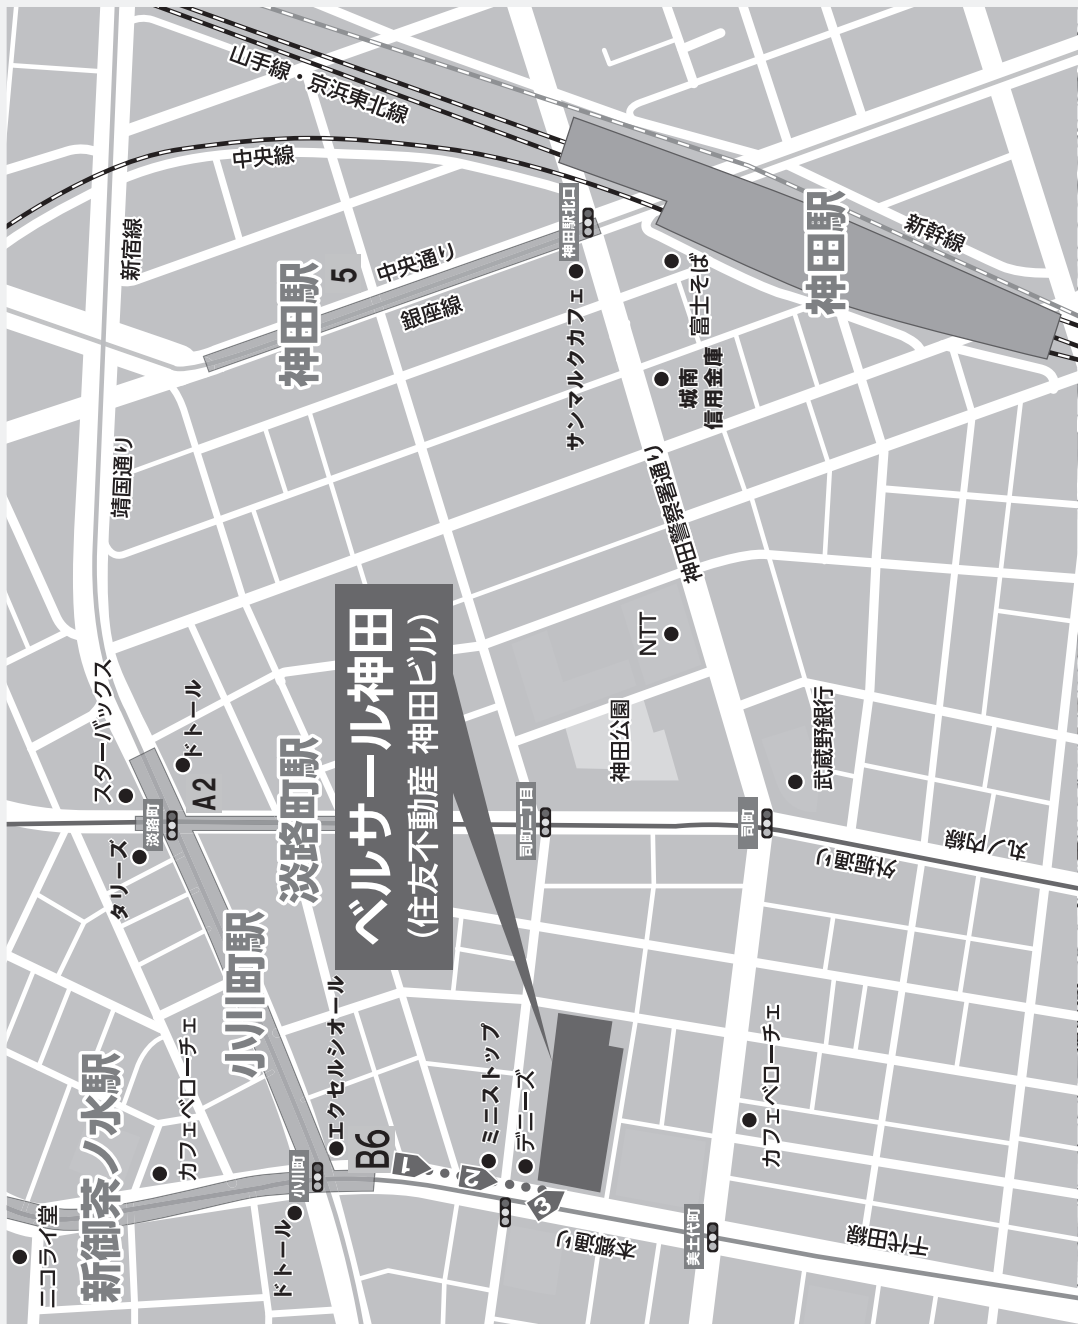 新御茶ノ水駅
ニコライ堂
カフェベローチェ
小川町駅
タリーズ
淡路町
スターバックス
ドトール
A2
淡路町駅
靖国通り
新宿線
神田駅
5
中央通り
銀座線
中央線
山手線・京浜東北線
神田駅北口
サンマルクカフェ
富士そば
城南
信用金庫
神田駅
新幹線
神田警察署通り
NTT
神田公園
武蔵野銀行
司町二丁目
司町
外堀通り
丸ノ内線
ベルサール神田
(住友不動産 神田ビル)
エクセルシオール
B6
小川町
ドトール
1
2
3
ミニストップ
デニーズ
本郷通り
美土代町
千代田線
カフェベローチェ